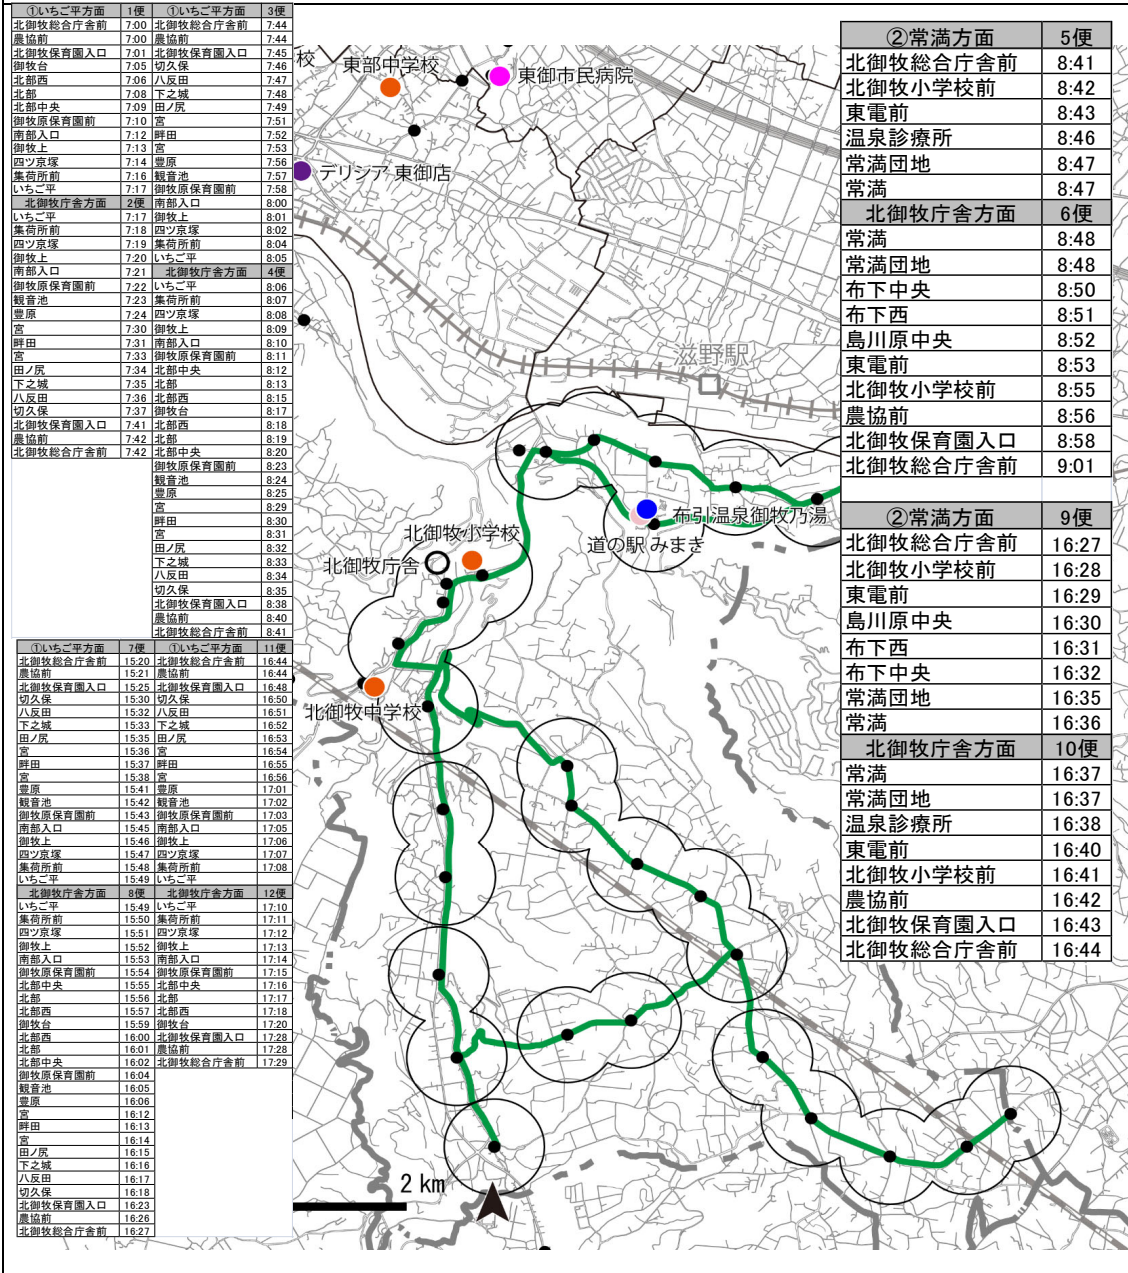 ①いちご平方面 1便
北御牧総合庁舎前 7:00
農協前 7:00
北御牧保育園入口 7:01
御牧台 7:05
北部西 7:06
北部 7:08
北部中央 7:09
御牧原保育園前 7:10
南部入口 7:12
御牧上 7:13
四ツ京塚 7:14
集荷所前 7:16
いちご平 7:17
北御牧庁舎方面 2便
いちご平 7:17
集荷所前 7:18
四ツ京塚 7:19
御牧上 7:20
南部入口 7:21
御牧原保育園前 7:22
観音池 7:23
豊原 7:24
宮 7:30
畔田 7:31
宮 7:33
田ノ尻 7:34
下之城 7:35
八反田 7:36
切久保 7:37
北御牧保育園入口 7:41
農協前 7:42
北御牧総合庁舎前 7:42
①いちご平方面 3便
北御牧総合庁舎前 7:44
農協前 7:44
北御牧保育園入口 7:45
切久保 7:46
八反田 7:47
下之城 7:48
田ノ尻 7:49
宮 7:51
畔田 7:52
宮 7:53
豊原 7:56
観音池 7:57
御牧原保育園前 7:58
南部入口 8:00
御牧上 8:01
四ツ京塚 8:02
集荷所前 8:04
いちご平 8:05
北御牧庁舎方面 4便
いちご平 8:06
集荷所前 8:07
四ツ京塚 8:08
御牧上 8:09
南部入口 8:10
御牧原保育園前 8:11
北部中央 8:12
北部 8:13
北部西 8:15
御牧台 8:17
北部西 8:18
北部 8:19
北部中央 8:20
御牧原保育園前 8:23
観音池 8:24
豊原 8:25
宮 8:29
畔田 8:30
宮 8:31
田ノ尻 8:32
下之城 8:33
八反田 8:34
切久保 8:35
北御牧保育園入口 8:38
農協前 8:40
北御牧総合庁舎前 8:41
①いちご平方面 7便
北御牧総合庁舎前 15:20
農協前 15:21
北御牧保育園入口 15:25
切久保 15:30
八反田 15:32
下之城 15:33
田ノ尻 15:35
宮 15:36
畔田 15:37
宮 15:38
豊原 15:41
観音池 15:42
御牧原保育園前 15:43
南部入口 15:45
御牧上 15:46
四ツ京塚 15:47
集荷所前 15:48
いちご平 15:49
北御牧庁舎方面 8便
いちご平 15:49
集荷所前 15:50
四ツ京塚 15:51
御牧上 15:52
南部入口 15:53
御牧原保育園前 15:54
北部中央 15:55
北部 15:56
北部西 15:57
御牧台 15:59
北部西 16:00
北部 16:01
北部中央 16:02
御牧原保育園前 16:04
観音池 16:05
豊原 16:06
宮 16:12
畔田 16:13
宮 16:14
田ノ尻 16:15
下之城 16:16
八反田 16:17
切久保 16:18
北御牧保育園入口 16:23
農協前 16:26
北御牧総合庁舎前 16:27
①いちご平方面 11便
北御牧総合庁舎前 16:44
農協前 16:44
北御牧保育園入口 16:48
切久保 16:50
八反田 16:51
下之城 16:52
田ノ尻 16:53
宮 16:54
畔田 16:55
宮 16:56
豊原 17:01
観音池 17:02
御牧原保育園前 17:03
南部入口 17:05
御牧上 17:06
四ツ京塚 17:07
集荷所前 17:08
いちご平
北御牧庁舎方面 12便
いちご平 17:10
集荷所前 17:11
四ツ京塚 17:12
御牧上 17:13
南部入口 17:14
御牧原保育園前 17:15
北部中央 17:16
北部 17:17
北部西 17:18
御牧台 17:20
北御牧保育園入口 17:28
農協前 17:28
北御牧総合庁舎前 17:29
校
東部中学校
東御市民病院
デリシア 東御店
滋野駅
布引温泉御牧乃湯
道の駅 みまき
北御牧小学校
北御牧庁舎
北御牧中学校
2 km
②常満方面 5便
北御牧総合庁舎前 8:41
北御牧小学校前 8:42
東電前 8:43
温泉診療所 8:46
常満団地 8:47
常満 8:47
北御牧庁舎方面 6便
常満 8:48
常満団地 8:48
布下中央 8:50
布下西 8:51
島川原中央 8:52
東電前 8:53
北御牧小学校前 8:55
農協前 8:56
北御牧保育園入口 8:58
北御牧総合庁舎前 9:01
②常満方面 9便
北御牧総合庁舎前 16:27
北御牧小学校前 16:28
東電前 16:29
島川原中央 16:30
布下西 16:31
布下中央 16:32
常満団地 16:35
常満 16:36
北御牧庁舎方面 10便
常満 16:37
常満団地 16:37
温泉診療所 16:38
東電前 16:40
北御牧小学校前 16:41
農協前 16:42
北御牧保育園入口 16:43
北御牧総合庁舎前 16:44